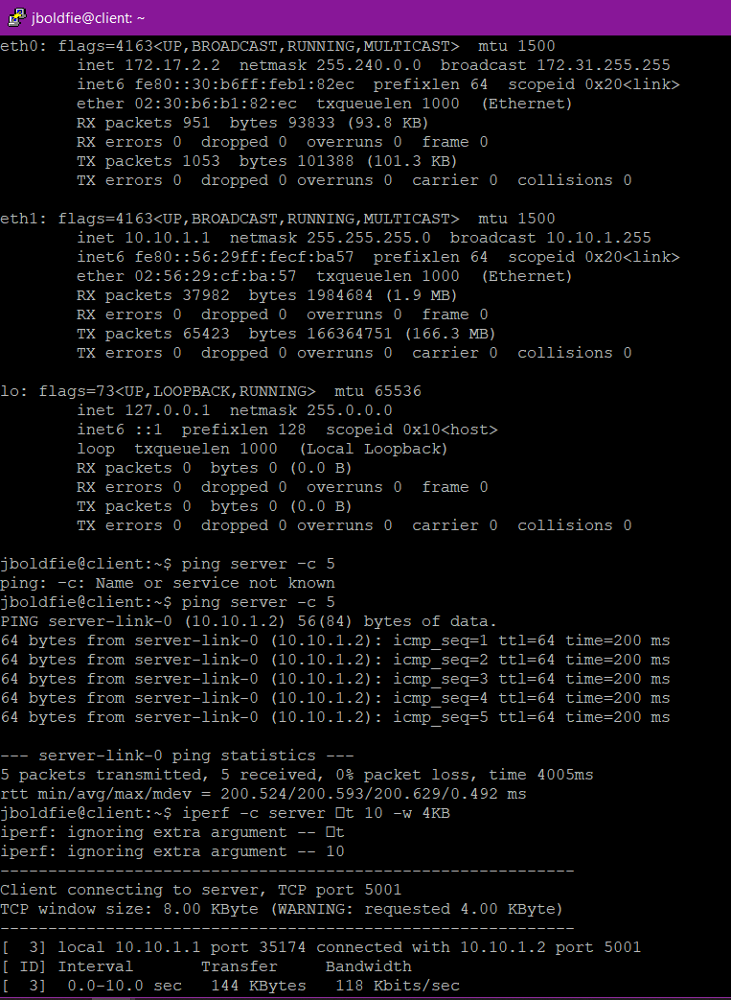 jboldfie@client: ~
eth0: flags=4163<UP,BROADCAST,RUNNING,MULTICAST>  mtu 1500
        inet 172.17.2.2  netmask 255.240.0.0  broadcast 172.31.255.255
        inet6 fe80::30:b6ff:feb1:82ec  prefixlen 64  scopeid 0x20<link>
        ether 02:30:b6:b1:82:ec  txqueuelen 1000  (Ethernet)
        RX packets 951  bytes 93833 (93.8 KB)
        RX errors 0  dropped 0  overruns 0  frame 0
        TX packets 1053  bytes 101388 (101.3 KB)
        TX errors 0  dropped 0 overruns 0  carrier 0  collisions 0

eth1: flags=4163<UP,BROADCAST,RUNNING,MULTICAST>  mtu 1500
        inet 10.10.1.1  netmask 255.255.255.0  broadcast 10.10.1.255
        inet6 fe80::56:29ff:fecf:ba57  prefixlen 64  scopeid 0x20<link>
        ether 02:56:29:cf:ba:57  txqueuelen 1000  (Ethernet)
        RX packets 37982  bytes 1984684 (1.9 MB)
        RX errors 0  dropped 0  overruns 0  frame 0
        TX packets 65423  bytes 166364751 (166.3 MB)
        TX errors 0  dropped 0 overruns 0  carrier 0  collisions 0

lo: flags=73<UP,LOOPBACK,RUNNING>  mtu 65536
        inet 127.0.0.1  netmask 255.0.0.0
        inet6 ::1  prefixlen 128  scopeid 0x10<host>
        loop  txqueuelen 1000  (Local Loopback)
        RX packets 0  bytes 0 (0.0 B)
        RX errors 0  dropped 0  overruns 0  frame 0
        TX packets 0  bytes 0 (0.0 B)
        TX errors 0  dropped 0 overruns 0  carrier 0  collisions 0

jboldfie@client:~$ ping server –c 5
ping: –c: Name or service not known
jboldfie@client:~$ ping server -c 5
PING server-link-0 (10.10.1.2) 56(84) bytes of data.
64 bytes from server-link-0 (10.10.1.2): icmp_seq=1 ttl=64 time=200 ms
64 bytes from server-link-0 (10.10.1.2): icmp_seq=2 ttl=64 time=200 ms
64 bytes from server-link-0 (10.10.1.2): icmp_seq=3 ttl=64 time=200 ms
64 bytes from server-link-0 (10.10.1.2): icmp_seq=4 ttl=64 time=200 ms
64 bytes from server-link-0 (10.10.1.2): icmp_seq=5 ttl=64 time=200 ms

--- server-link-0 ping statistics ---
5 packets transmitted, 5 received, 0% packet loss, time 4005ms
rtt min/avg/max/mdev = 200.524/200.593/200.629/0.492 ms
jboldfie@client:~$ iperf -c server □t 10 -w 4KB
iperf: ignoring extra argument -- □t
iperf: ignoring extra argument -- 10
------------------------------------------------------------
Client connecting to server, TCP port 5001
TCP window size: 8.00 KByte (WARNING: requested 4.00 KByte)
------------------------------------------------------------
[  3] local 10.10.1.1 port 35174 connected with 10.10.1.2 port 5001
[ ID] Interval       Transfer     Bandwidth
[  3]  0.0-10.0 sec   144 KBytes   118 Kbits/sec